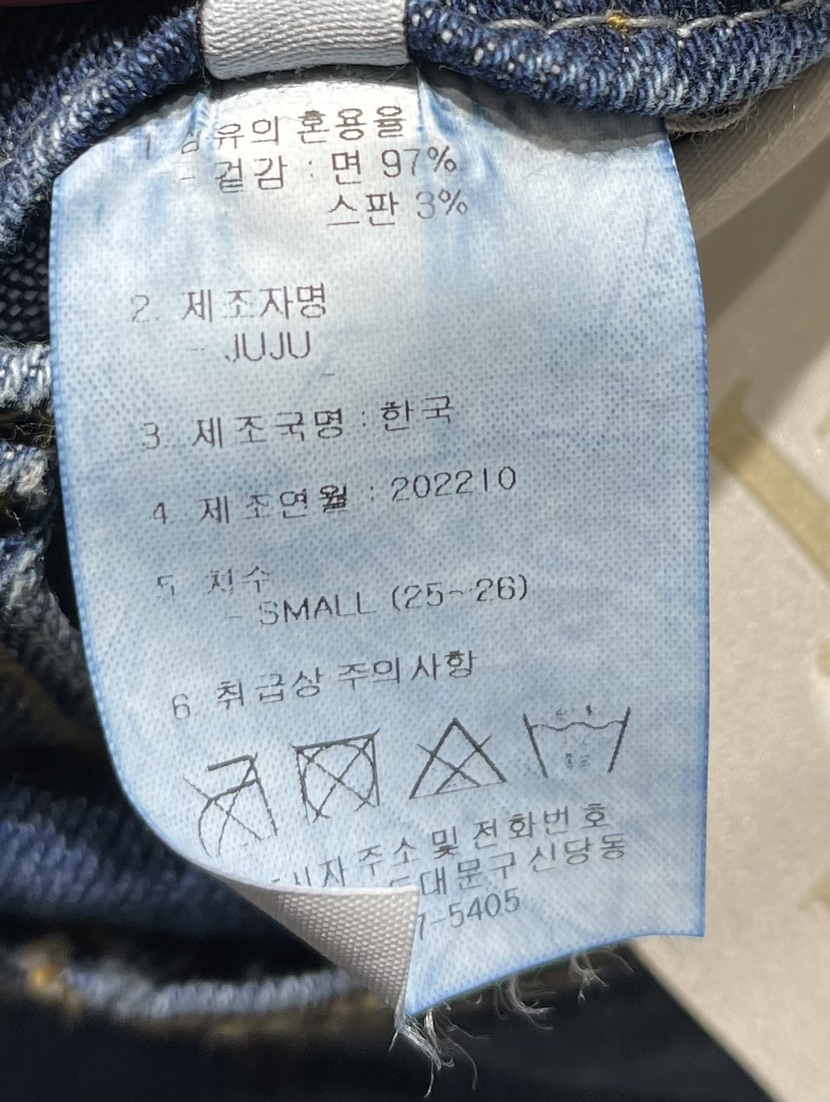 1 섬유의 혼용율
- 겉감 : 면 97%
스판 3%
2. 제조자명
- JUJU
3. 제조국명 : 한국
4 제조연월 : 202210
5 치수
- SMALL (25~26)
6. 취급상 주의사항
주소 및 전화번호
대문구 신당동
7-5405